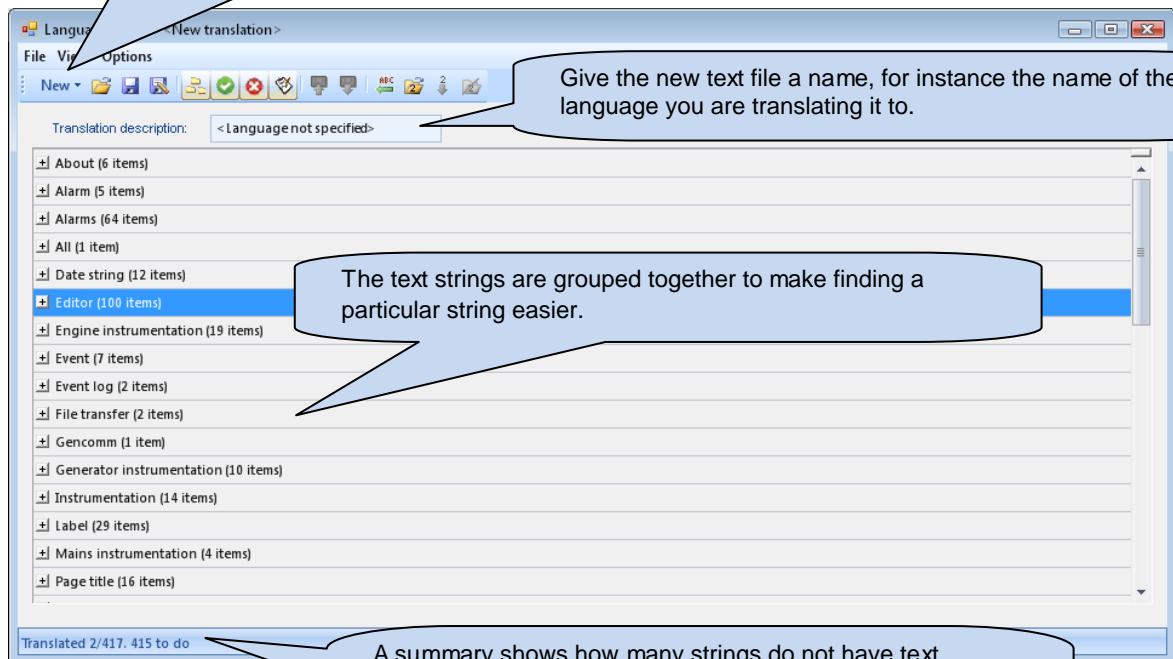 Langua <New translation>
File Vi Options
New
Give the new text file a name, for instance the name of the
language you are translating it to.
Translation description: <Language not specified>
About (6 items)
Alarm (5 items)
Alarms (64 items)
All (1 item)
Date string (12 items)
The text strings are grouped together to make finding a
particular string easier.
Editor (100 items)
Engine instrumentation (19 items)
Event (7 items)
Event log (2 items)
File transfer (2 items)
Gencomm (1 item)
Generator instrumentation (10 items)
Instrumentation (14 items)
Label (29 items)
Mains instrumentation (4 items)
Page title (16 items)
Translated 2/417. 415 to do
A summary shows how many strings do not have text